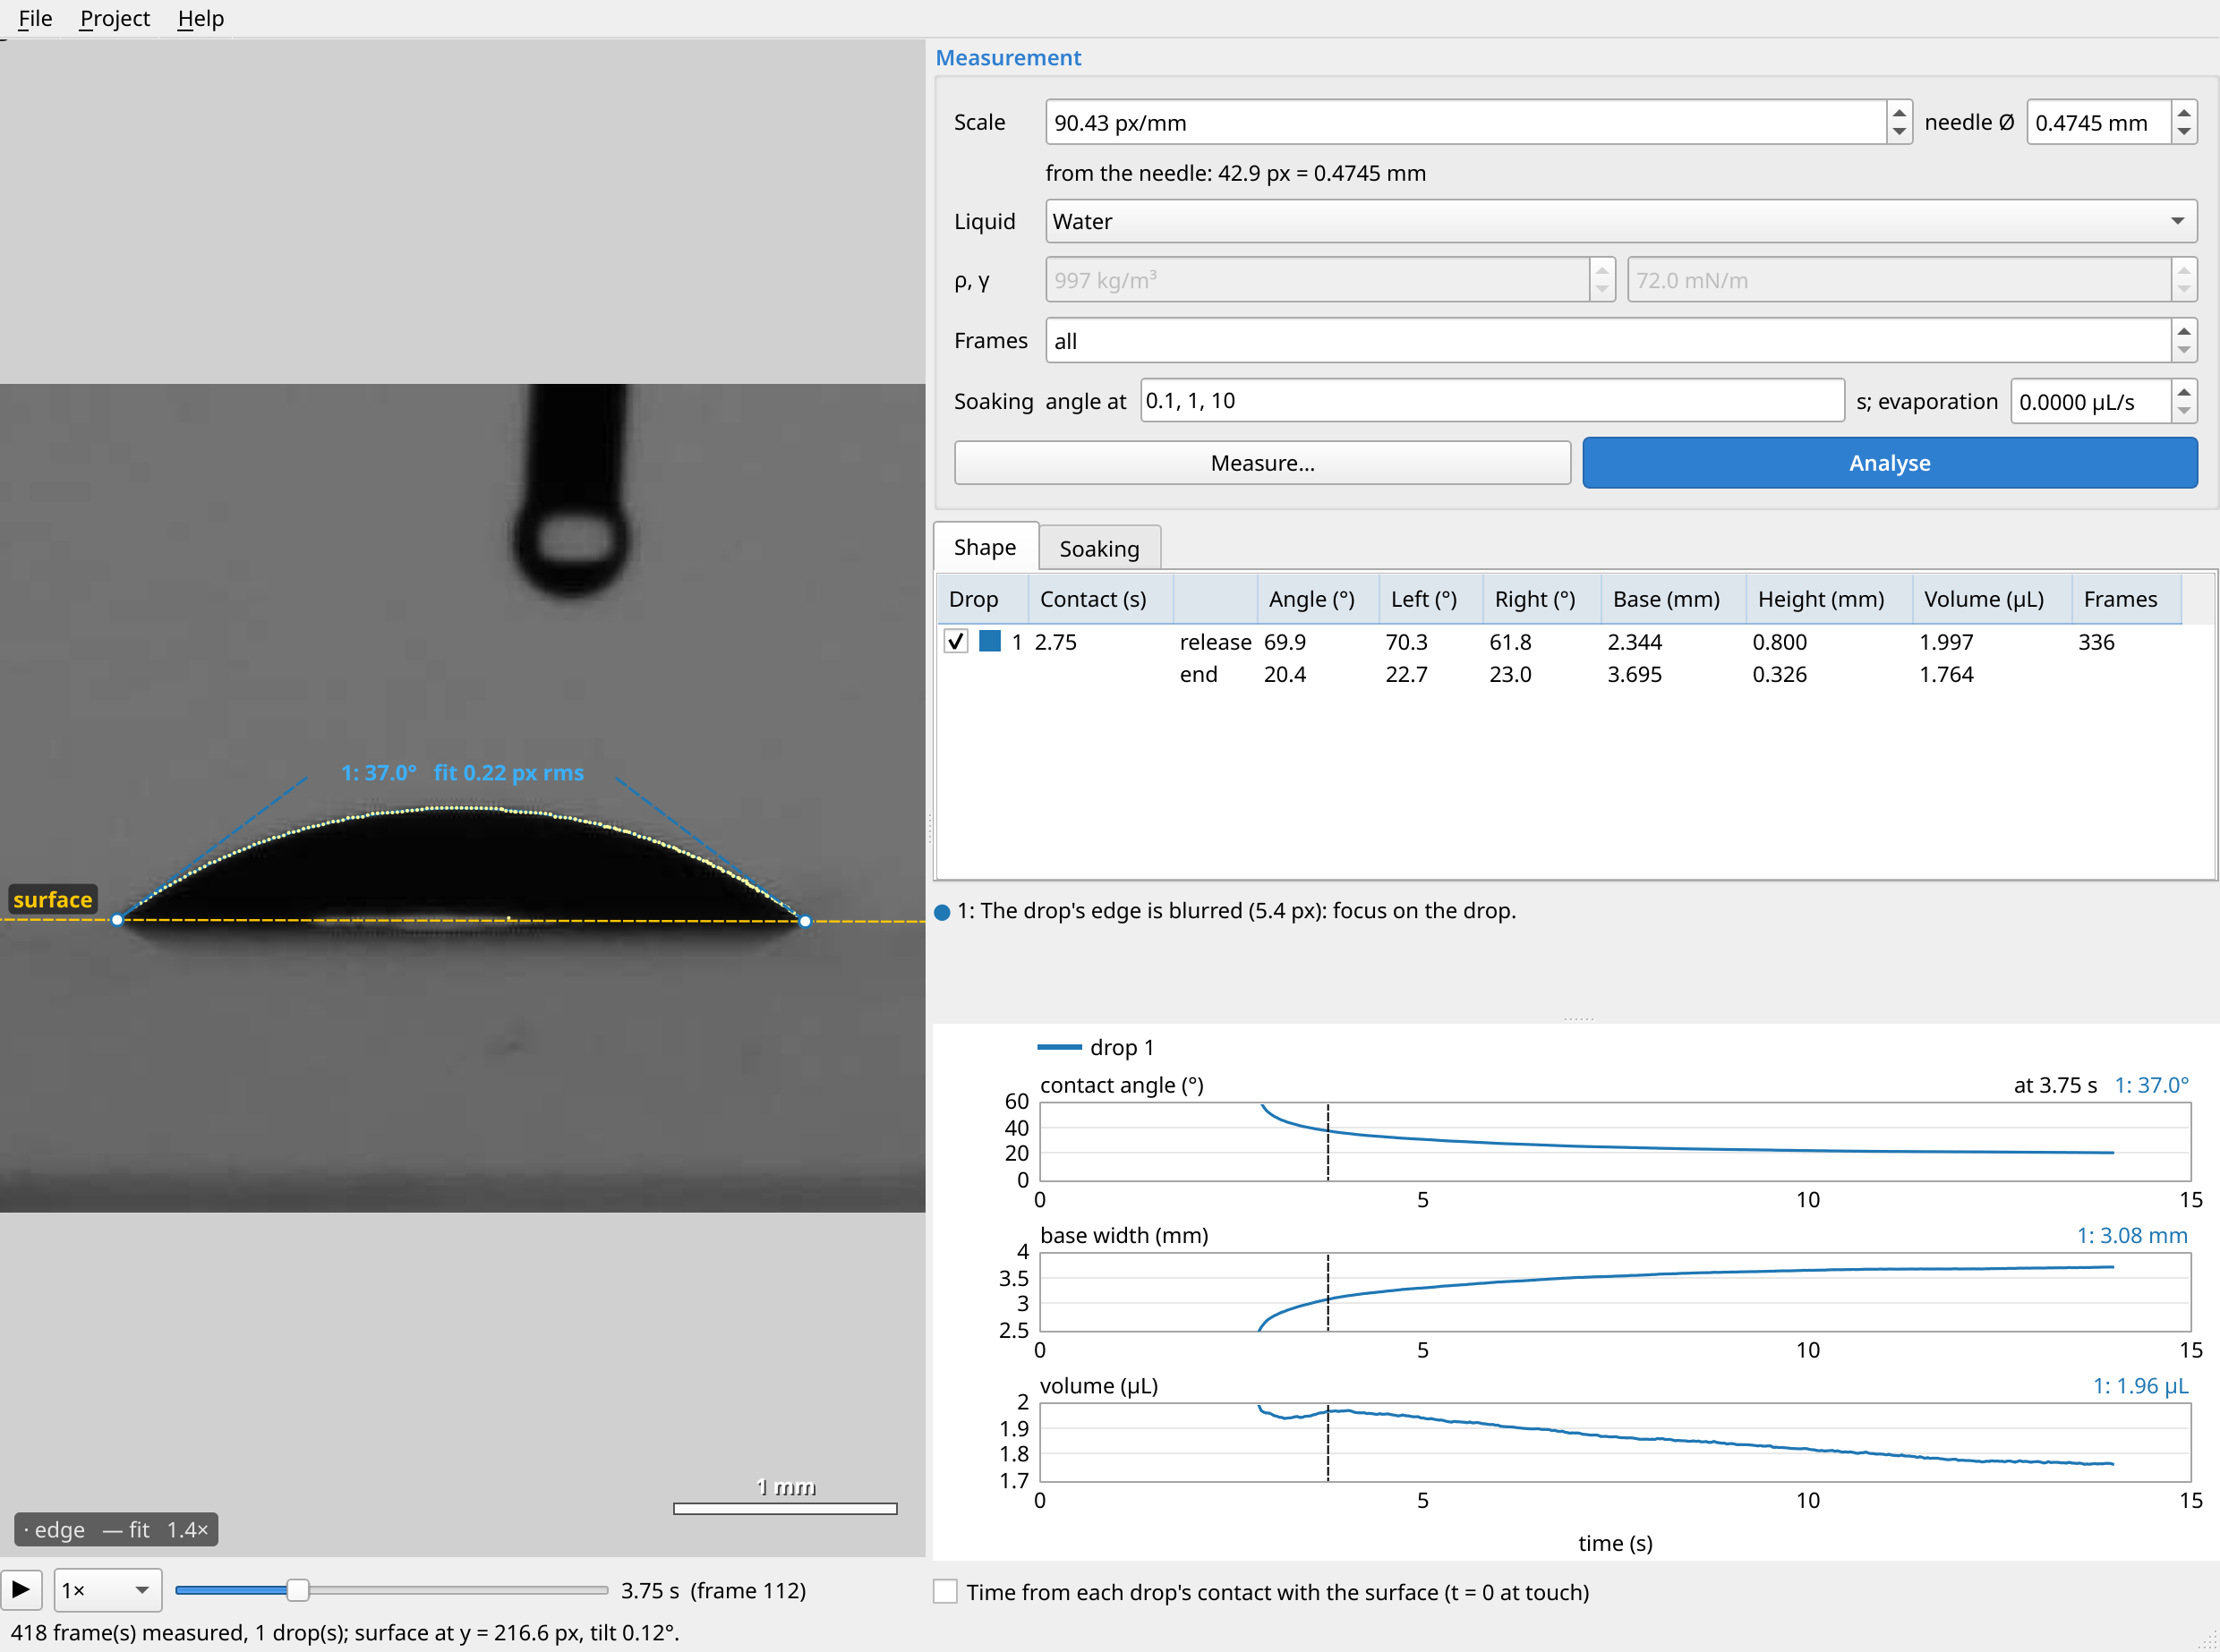 File Project Help
Measurement
Scale 90.43 px/mm needle Ø 0.4745 mm
from the needle: 42.9 px = 0.4745 mm
Liquid Water
ρ, γ 997 kg/m³ 72.0 mN/m
Frames all
Soaking angle at 0.1, 1, 10 s; evaporation 0.0000 µL/s
Measure... Analyse
Shape Soaking
Drop Contact (s) Angle (°) Left (°) Right (°) Base (mm) Height (mm) Volume (µL) Frames
1 2.75 release 69.9 70.3 61.8 2.344 0.800 1.997 336
end 20.4 22.7 23.0 3.695 0.326 1.764
1: 37.0° fit 0.22 px rms
surface
1: The drop's edge is blurred (5.4 px): focus on the drop.
drop 1
contact angle (°) at 3.75 s 1: 37.0°
60
40
20
0
0 5 10 15
base width (mm) 1: 3.08 mm
4
3.5
3
2.5
0 5 10 15
volume (µL) 1: 1.96 µL
2
1.9
1.8
1.7
0 5 10 15
time (s)
1 mm
· edge — fit 1.4×
1× 3.75 s (frame 112)
Time from each drop's contact with the surface (t = 0 at touch)
418 frame(s) measured, 1 drop(s); surface at y = 216.6 px, tilt 0.12°.